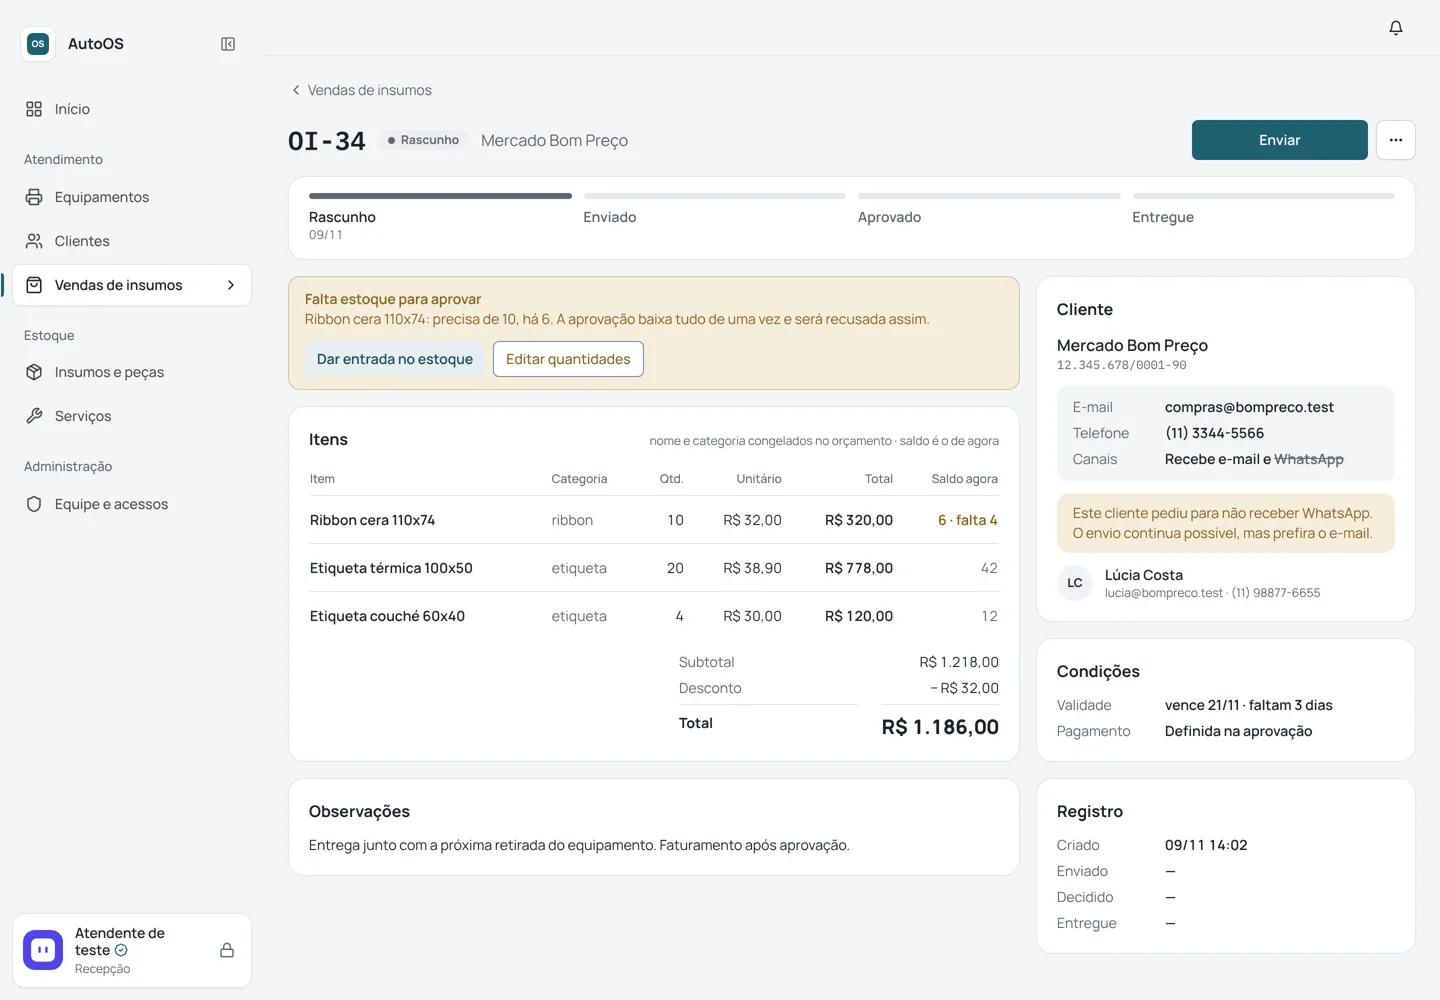 OS
AutoOS
Início
Atendimento
Equipamentos
Clientes
Vendas de insumos
Estoque
Insumos e peças
Serviços
Administração
Equipe e acessos
Atendente de
teste
Recepção
Vendas de insumos
OI-34
Rascunho
Mercado Bom Preço
Enviar
Rascunho
09/11
Enviado
Aprovado
Entregue
Falta estoque para aprovar
Ribbon cera 110x74: precisa de 10, há 6. A aprovação baixa tudo de uma vez e será recusada assim.
Dar entrada no estoque
Editar quantidades
Itens
nome e categoria congelados no orçamento · saldo é o de agora
Item Categoria Qtd. Unitário Total Saldo agora
Ribbon cera 110x74 ribbon 10 R$ 32,00 R$ 320,00 6 · falta 4
Etiqueta térmica 100x50 etiqueta 20 R$ 38,90 R$ 778,00 42
Etiqueta couché 60x40 etiqueta 4 R$ 30,00 R$ 120,00 12
Subtotal R$ 1.218,00
Desconto – R$ 32,00
Total R$ 1.186,00
Observações
Entrega junto com a próxima retirada do equipamento. Faturamento após aprovação.
Cliente
Mercado Bom Preço
12.345.678/0001-90
E-mail compras@bompreco.test
Telefone (11) 3344-5566
Canais Recebe e-mail e WhatsApp
Este cliente pediu para não receber WhatsApp.
O envio continua possível, mas prefira o e-mail.
LC
Lúcia Costa
lucia@bompreco.test · (11) 98877-6655
Condições
Validade vence 21/11 · faltam 3 dias
Pagamento Definida na aprovação
Registro
Criado 09/11 14:02
Enviado —
Decidido —
Entregue —